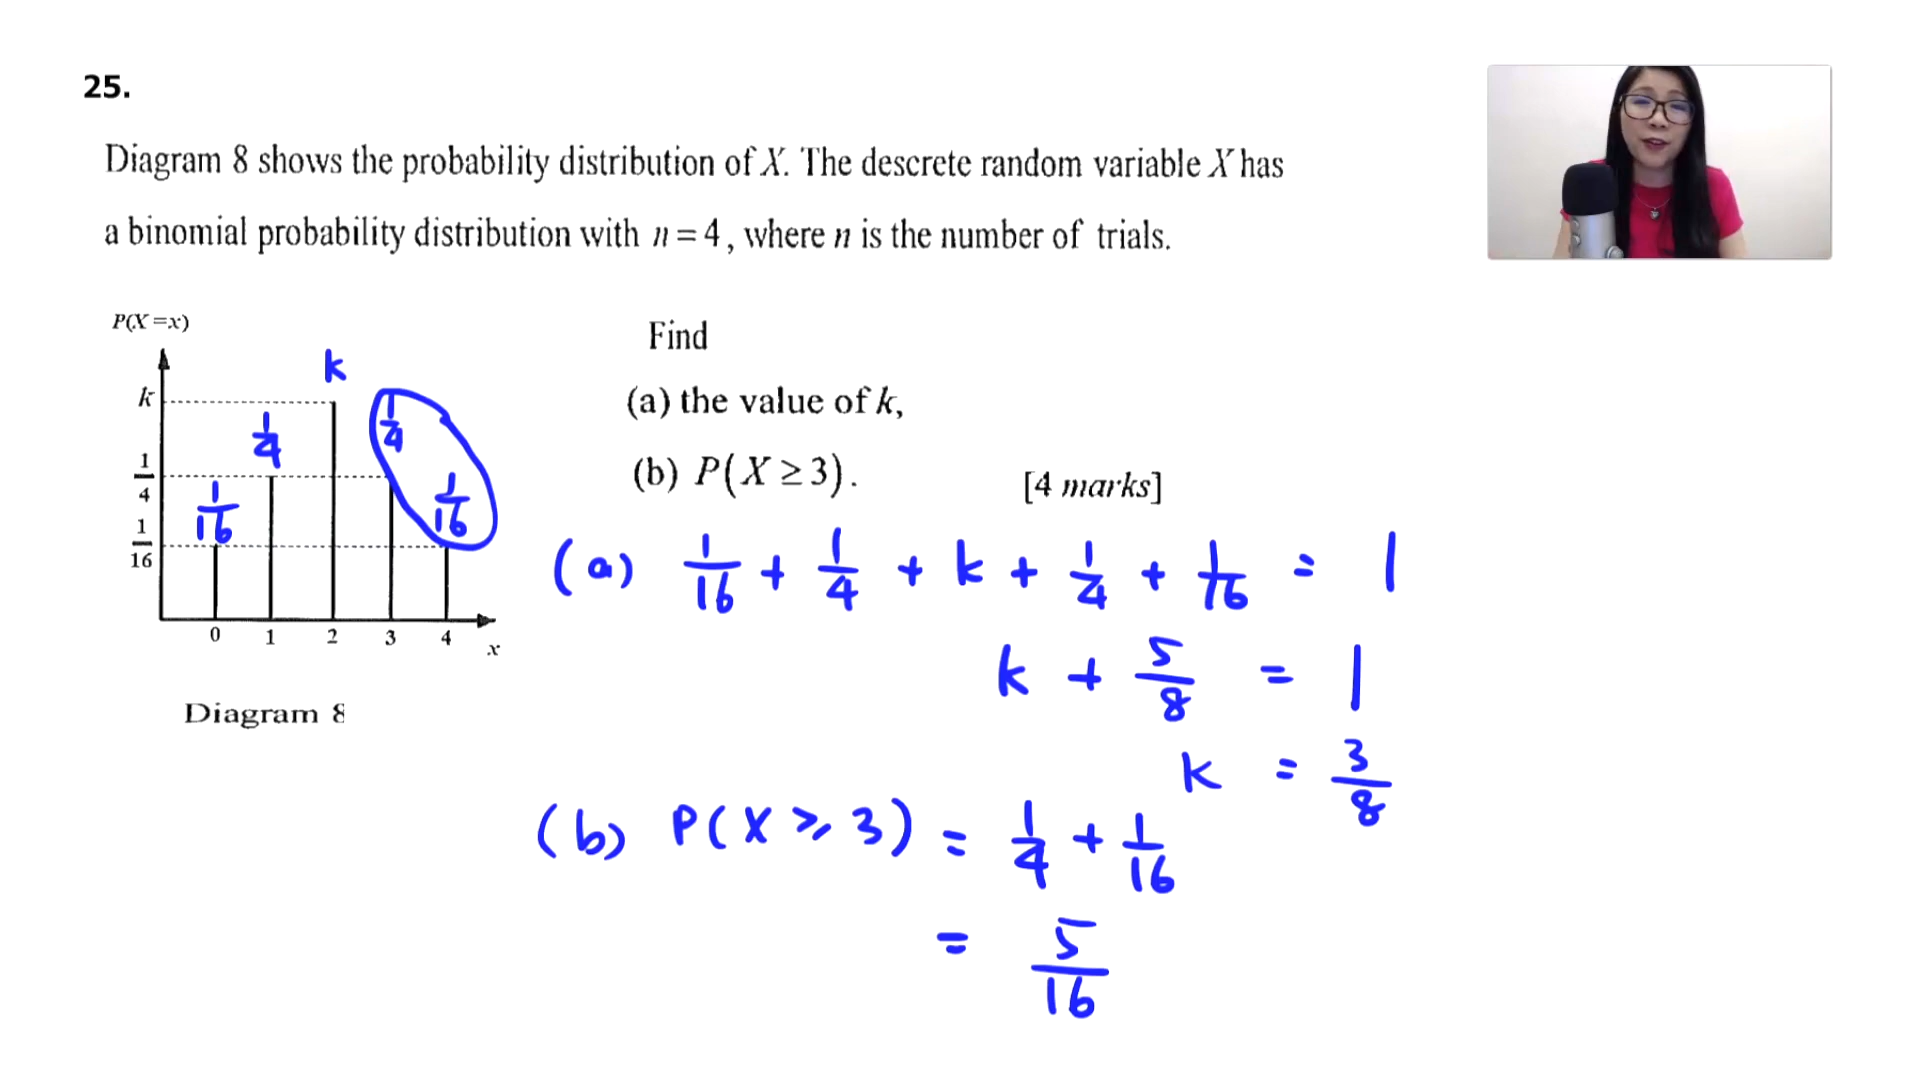 25.
Diagram 8 shows the probability distribution of X. The descrete random variable X has
a binomial probability distribution with n = 4, where n is the number of trials.
P(X = x)
k
k
1/4
1/4
1/4
1/16
1/16
1/16
0 1 2 3 4 x
Diagram 8
Find
(a) the value of k,
(b) P(X ≥ 3).
[4 marks]
(a) 1/16 + 1/4 + k + 1/4 + 1/16 = 1
k + 5/8 = 1
k = 3/8
(b) P(X ≥ 3) = 1/4 + 1/16
= 5/16